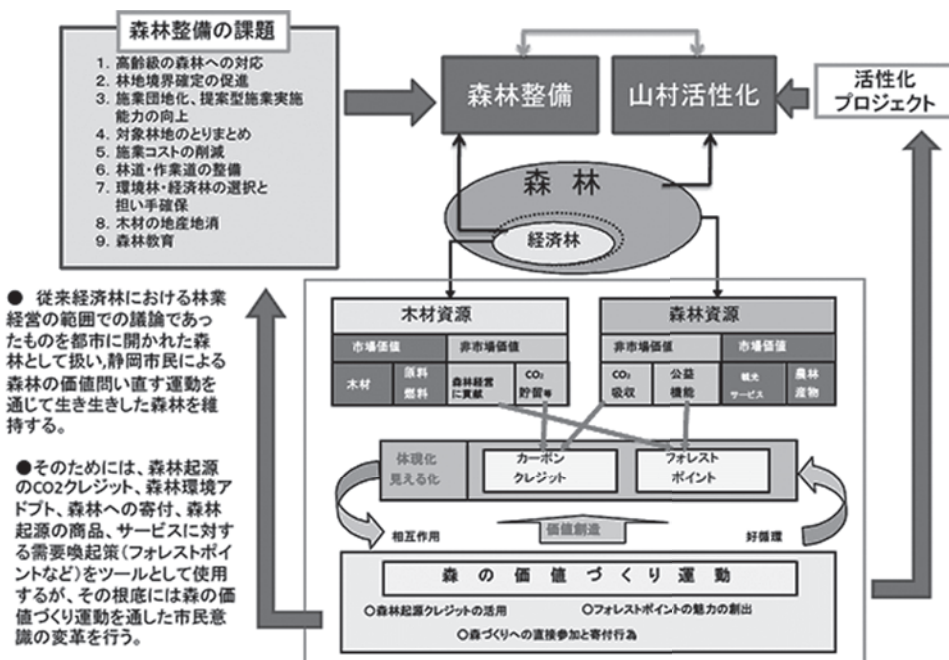 森林整備の課題
1. 高齢級の森林への対応
2. 林地境界確定の促進
3. 施業団地化、提案型施業実施
能力の向上
4. 対象林地のとりまとめ
5. 施業コストの削減
6. 林道・作業道の整備
7. 環境林・経済林の選択と
担い手確保
8. 木材の地産地消
9. 森林教育
森林整備
山村活性化
活性化
プロジェクト
森 林
経済林
● 従来経済林における林業
経営の範囲での議論であっ
たものを都市に開かれた森
林として扱い,静岡市民による
森林の価値問い直す運動を
通じて生き生きした森林を維
持する。
●そのためには、森林起源
のCO2クレジット、森林環境ア
ドプト、森林への寄付、森林
起源の商品、サービスに対す
る需要喚起策(フォレストポイ
ントなど)をツールとして使用
するが、その根底には森の価
値づくり運動を通した市民意
識の変革を行う。
木材資源
市場価値
非市場価値
木材
原料
燃料
森林経営
に貢献
CO₂
貯留等
森林資源
非市場価値
市場価値
CO₂
吸収
公益
機能
観光
サービス
農林
産物
体現化
見える化
カーボン
クレジット
フォレスト
ポイント
相互作用
価値創造
好循環
森の価値づくり運動
○森林起源クレジットの活用
○フォレストポイントの魅力の創出
○森づくりへの直接参加と寄付行為